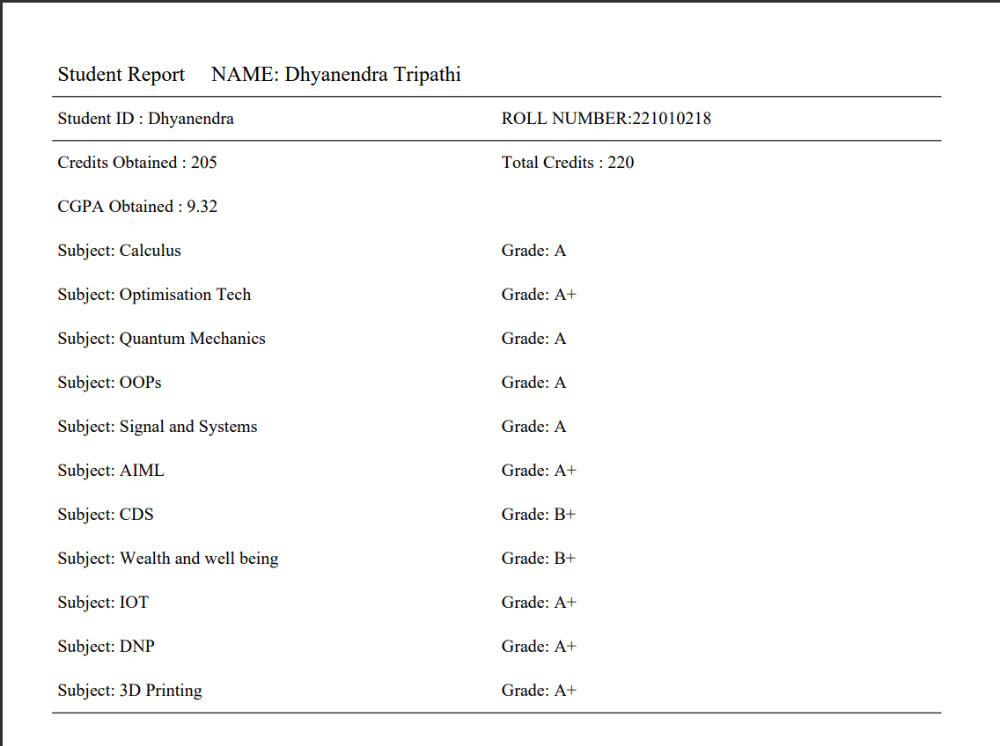 Student Report NAME: Dhyanendra Tripathi
Student ID : Dhyanendra ROLL NUMBER:221010218
Credits Obtained : 205 Total Credits : 220
CGPA Obtained : 9.32
Subject: Calculus Grade: A
Subject: Optimisation Tech Grade: A+
Subject: Quantum Mechanics Grade: A
Subject: OOPs Grade: A
Subject: Signal and Systems Grade: A
Subject: AIML Grade: A+
Subject: CDS Grade: B+
Subject: Wealth and well being Grade: B+
Subject: IOT Grade: A+
Subject: DNP Grade: A+
Subject: 3D Printing Grade: A+